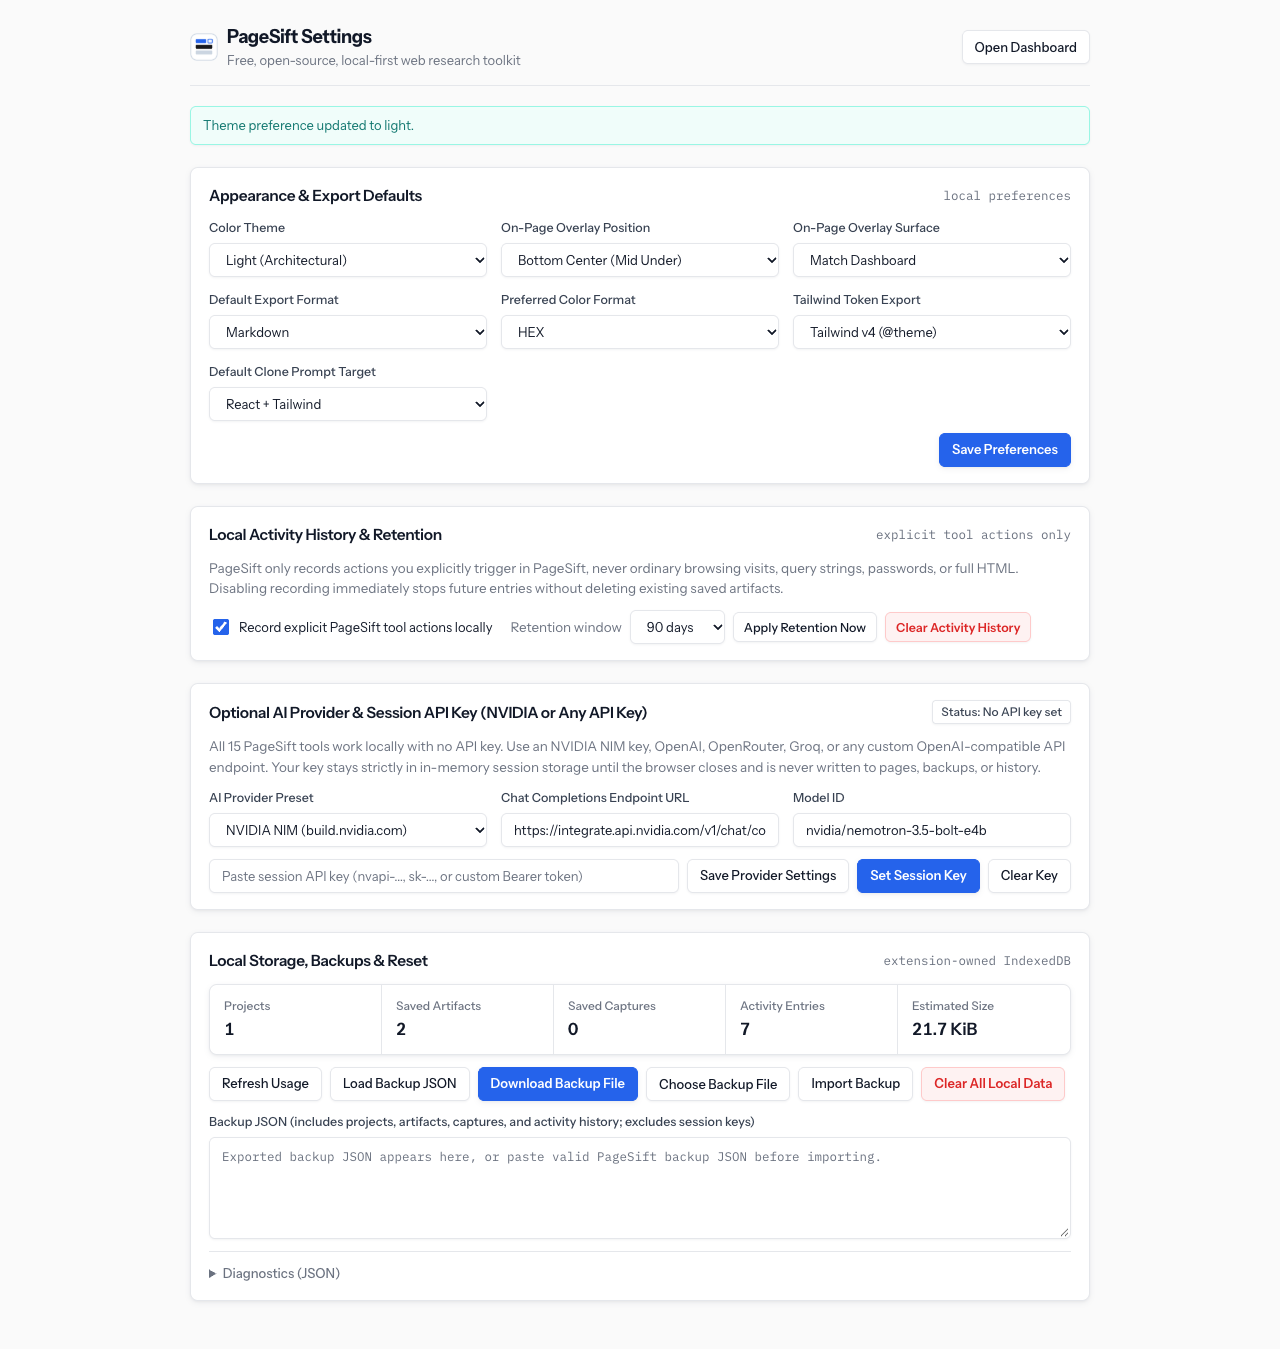 PageSift Settings
Free, open-source, local-first web research toolkit
Open Dashboard
Theme preference updated to light.
Appearance & Export Defaults
local preferences
Color Theme
On-Page Overlay Position
On-Page Overlay Surface
Light (Architectural)
Bottom Center (Mid Under)
Match Dashboard
Default Export Format
Preferred Color Format
Tailwind Token Export
Markdown
HEX
Tailwind v4 (@theme)
Default Clone Prompt Target
React + Tailwind
Save Preferences
Local Activity History & Retention
explicit tool actions only
PageSift only records actions you explicitly trigger in PageSift, never ordinary browsing visits, query strings, passwords, or full HTML.
Disabling recording immediately stops future entries without deleting existing saved artifacts.
Record explicit PageSift tool actions locally
Retention window
90 days
Apply Retention Now
Clear Activity History
Optional AI Provider & Session API Key (NVIDIA or Any API Key)
Status: No API key set
All 15 PageSift tools work locally with no API key. Use an NVIDIA NIM key, OpenAI, OpenRouter, Groq, or any custom OpenAI-compatible API
endpoint. Your key stays strictly in in-memory session storage until the browser closes and is never written to pages, backups, or history.
AI Provider Preset
Chat Completions Endpoint URL
Model ID
NVIDIA NIM (build.nvidia.com)
https://integrate.api.nvidia.com/v1/chat/co
nvidia/nemotron-3.5-bolt-e4b
Paste session API key (nvapi-..., sk-..., or custom Bearer token)
Save Provider Settings
Set Session Key
Clear Key
Local Storage, Backups & Reset
extension-owned IndexedDB
Projects
Saved Artifacts
Saved Captures
Activity Entries
Estimated Size
1
2
0
7
21.7 KiB
Refresh Usage
Load Backup JSON
Download Backup File
Choose Backup File
Import Backup
Clear All Local Data
Backup JSON (includes projects, artifacts, captures, and activity history; excludes session keys)
Exported backup JSON appears here, or paste valid PageSift backup JSON before importing.
Diagnostics (JSON)